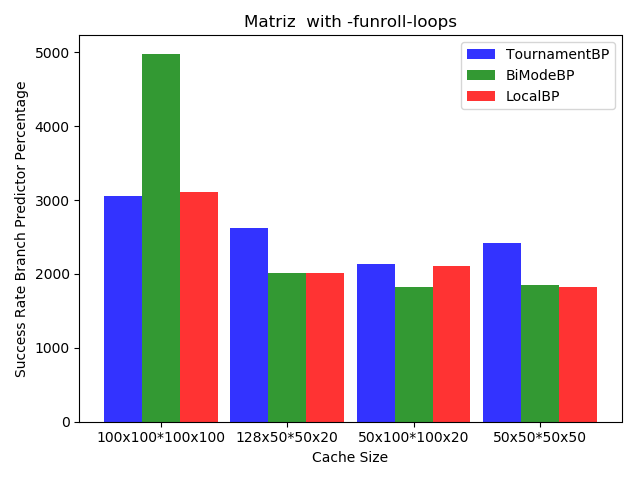 Matriz  with -funroll-loops
Success Rate Branch Predictor Percentage
5000
4000
3000
2000
1000
0
TournamentBP
BiModeBP
LocalBP
100x100*100x100
128x50*50x20
50x100*100x20
50x50*50x50
Cache Size